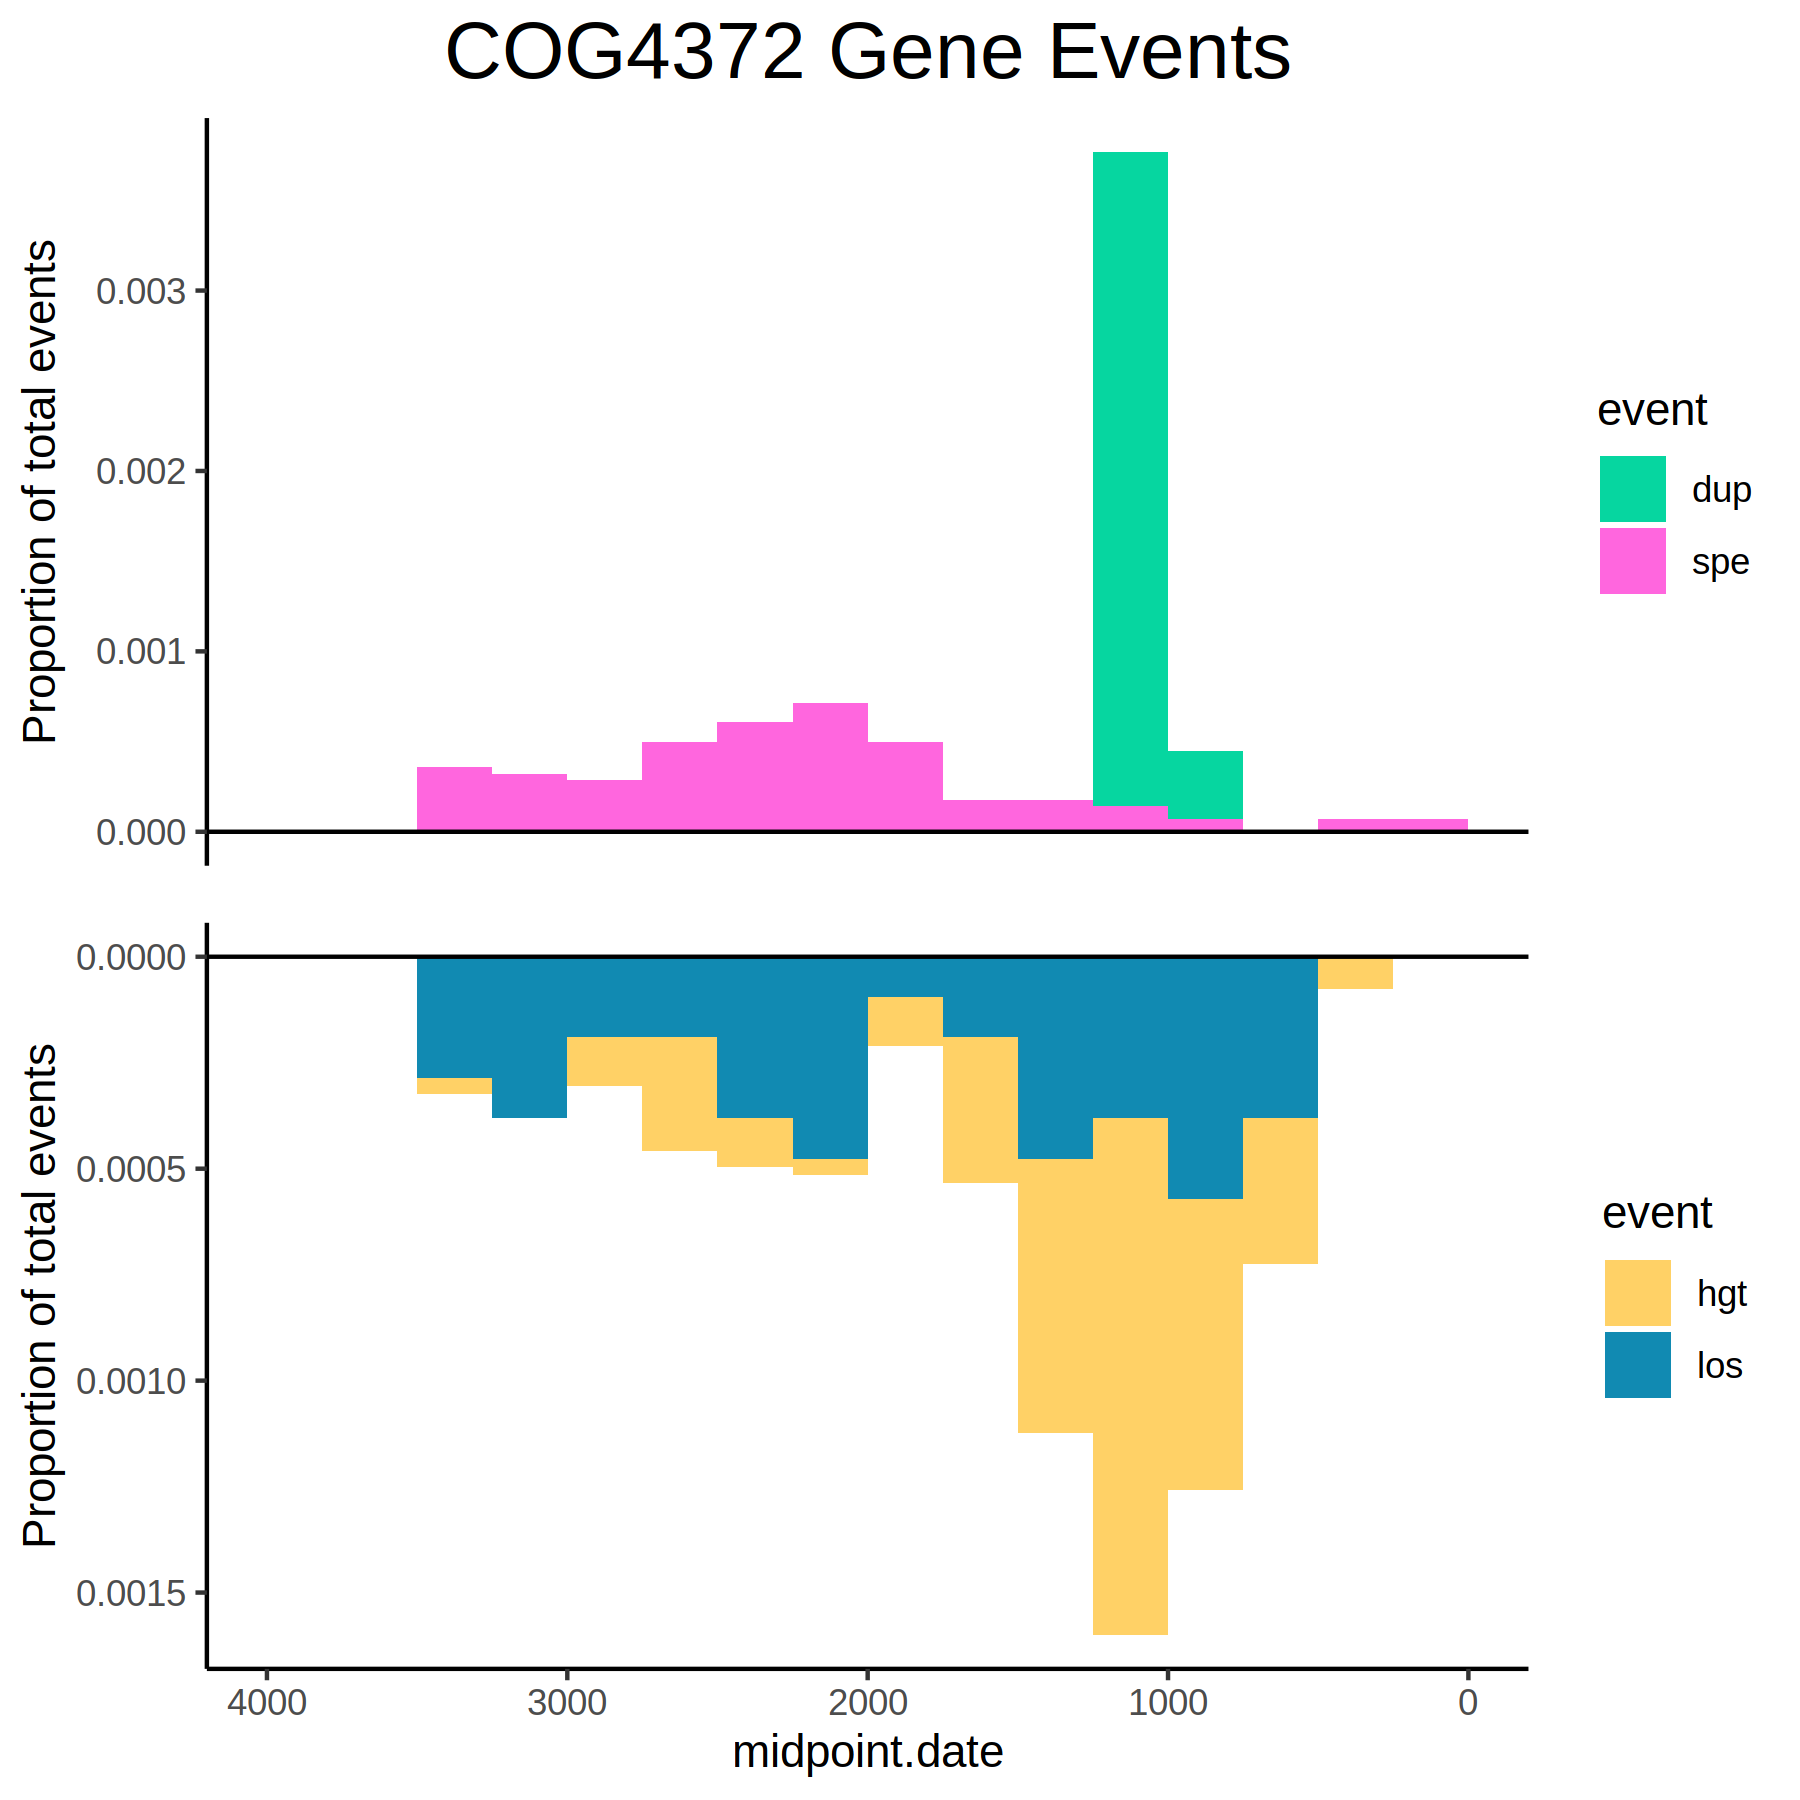 COG4372 Gene Events
Proportion of total events
0.003
0.002
0.001
0.000
event
dup
spe
Proportion of total events
0.0000
0.0005
0.0010
0.0015
event
hgt
los
4000 3000 2000 1000 0
midpoint.date